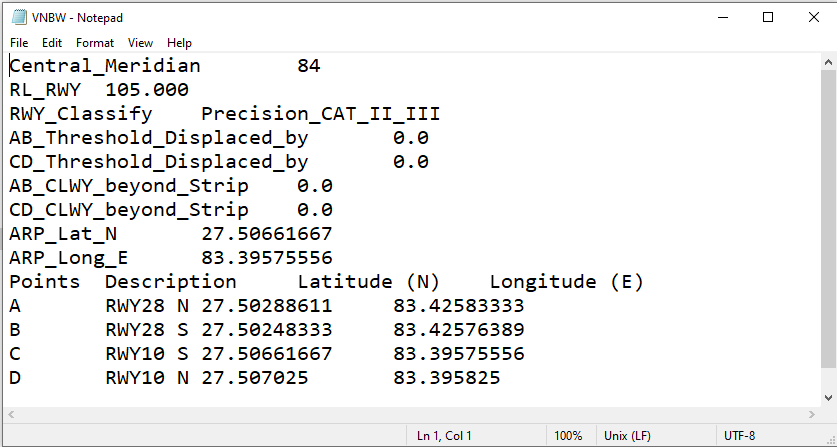 VNBW - Notepad
File Edit Format View Help
Central_Meridian 84
RL_RWY 105.000
RWY_Classify Precision_CAT_II_III
AB_Threshold_Displaced_by 0.0
CD_Threshold_Displaced_by 0.0
AB_CLWY_beyond_Strip 0.0
CD_CLWY_beyond_Strip 0.0
ARP_Lat_N 27.50661667
ARP_Long_E 83.39575556
Points Description Latitude (N) Longitude (E)
A RWY28 N 27.50288611 83.42583333
B RWY28 S 27.50248333 83.42576389
C RWY10 S 27.50661667 83.39575556
D RWY10 N 27.507025 83.395825
Ln 1, Col 1 100% Unix (LF) UTF-8